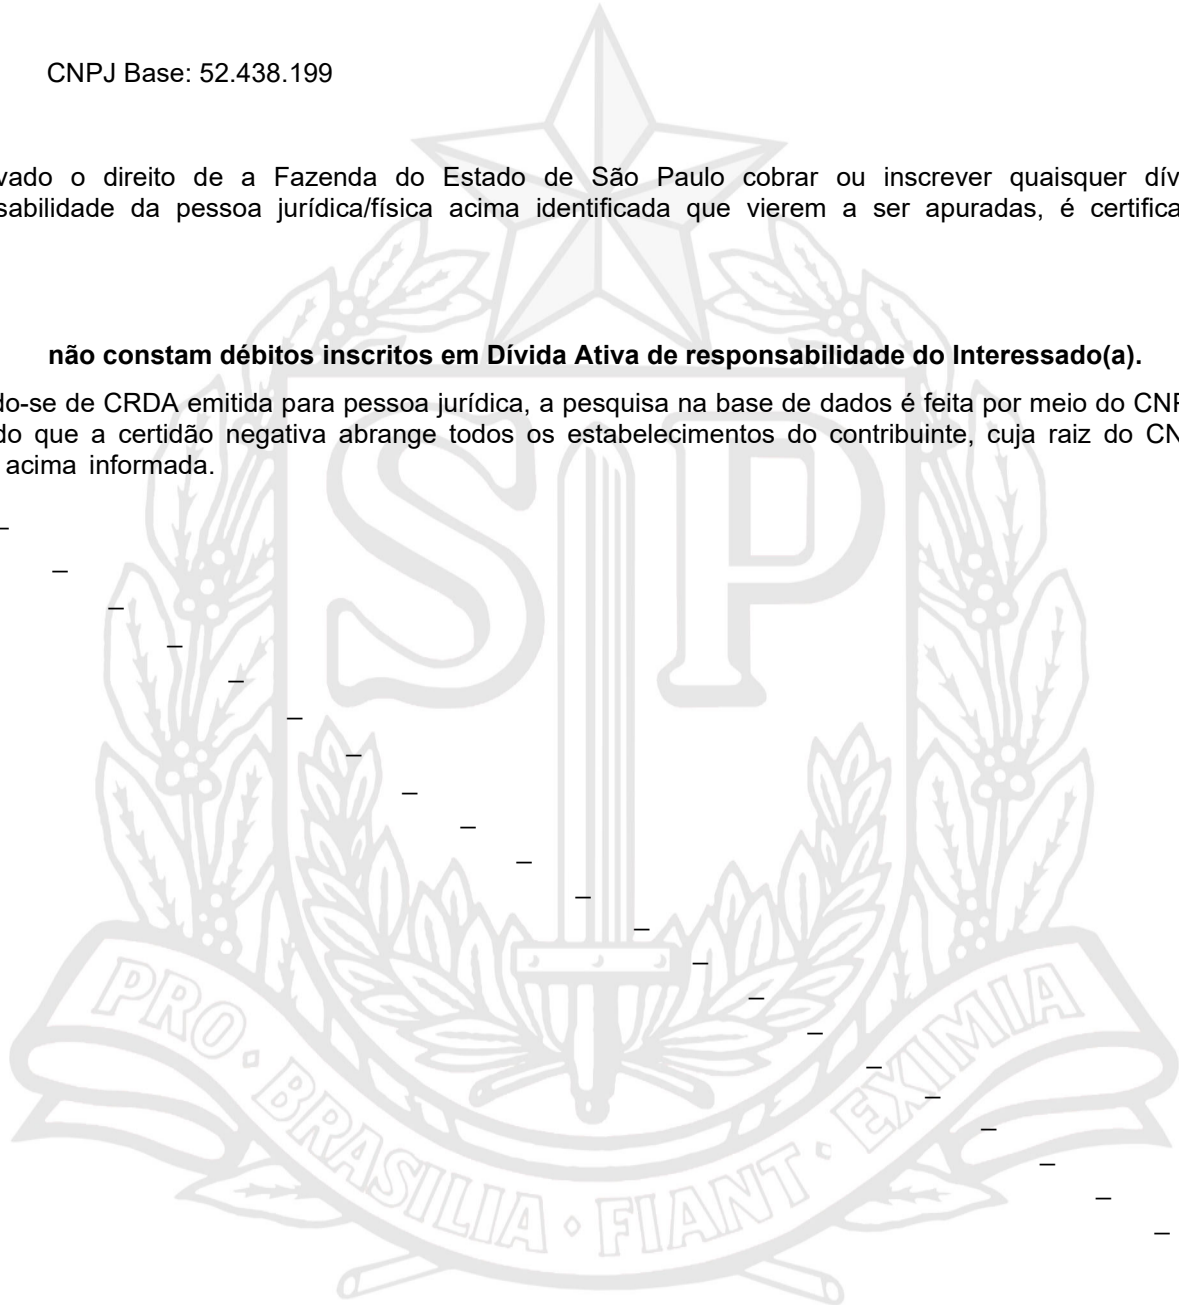 CNPJ Base: 52.438.199
vado o direito de a Fazenda do Estado de São Paulo cobrar ou inscrever quaisquer dív
sabilidade da pessoa jurídica/física acima identificada que vierem a ser apuradas, é certifica
não constam débitos inscritos em Dívida Ativa de responsabilidade do Interessado(a).
do-se de CRDA emitida para pessoa jurídica, a pesquisa na base de dados é feita por meio do CNP
do que a certidão negativa abrange todos os estabelecimentos do contribuinte, cuja raiz do CN
acima informada.
SP
PRO · BRASILIA · FIANT · EXIMIA